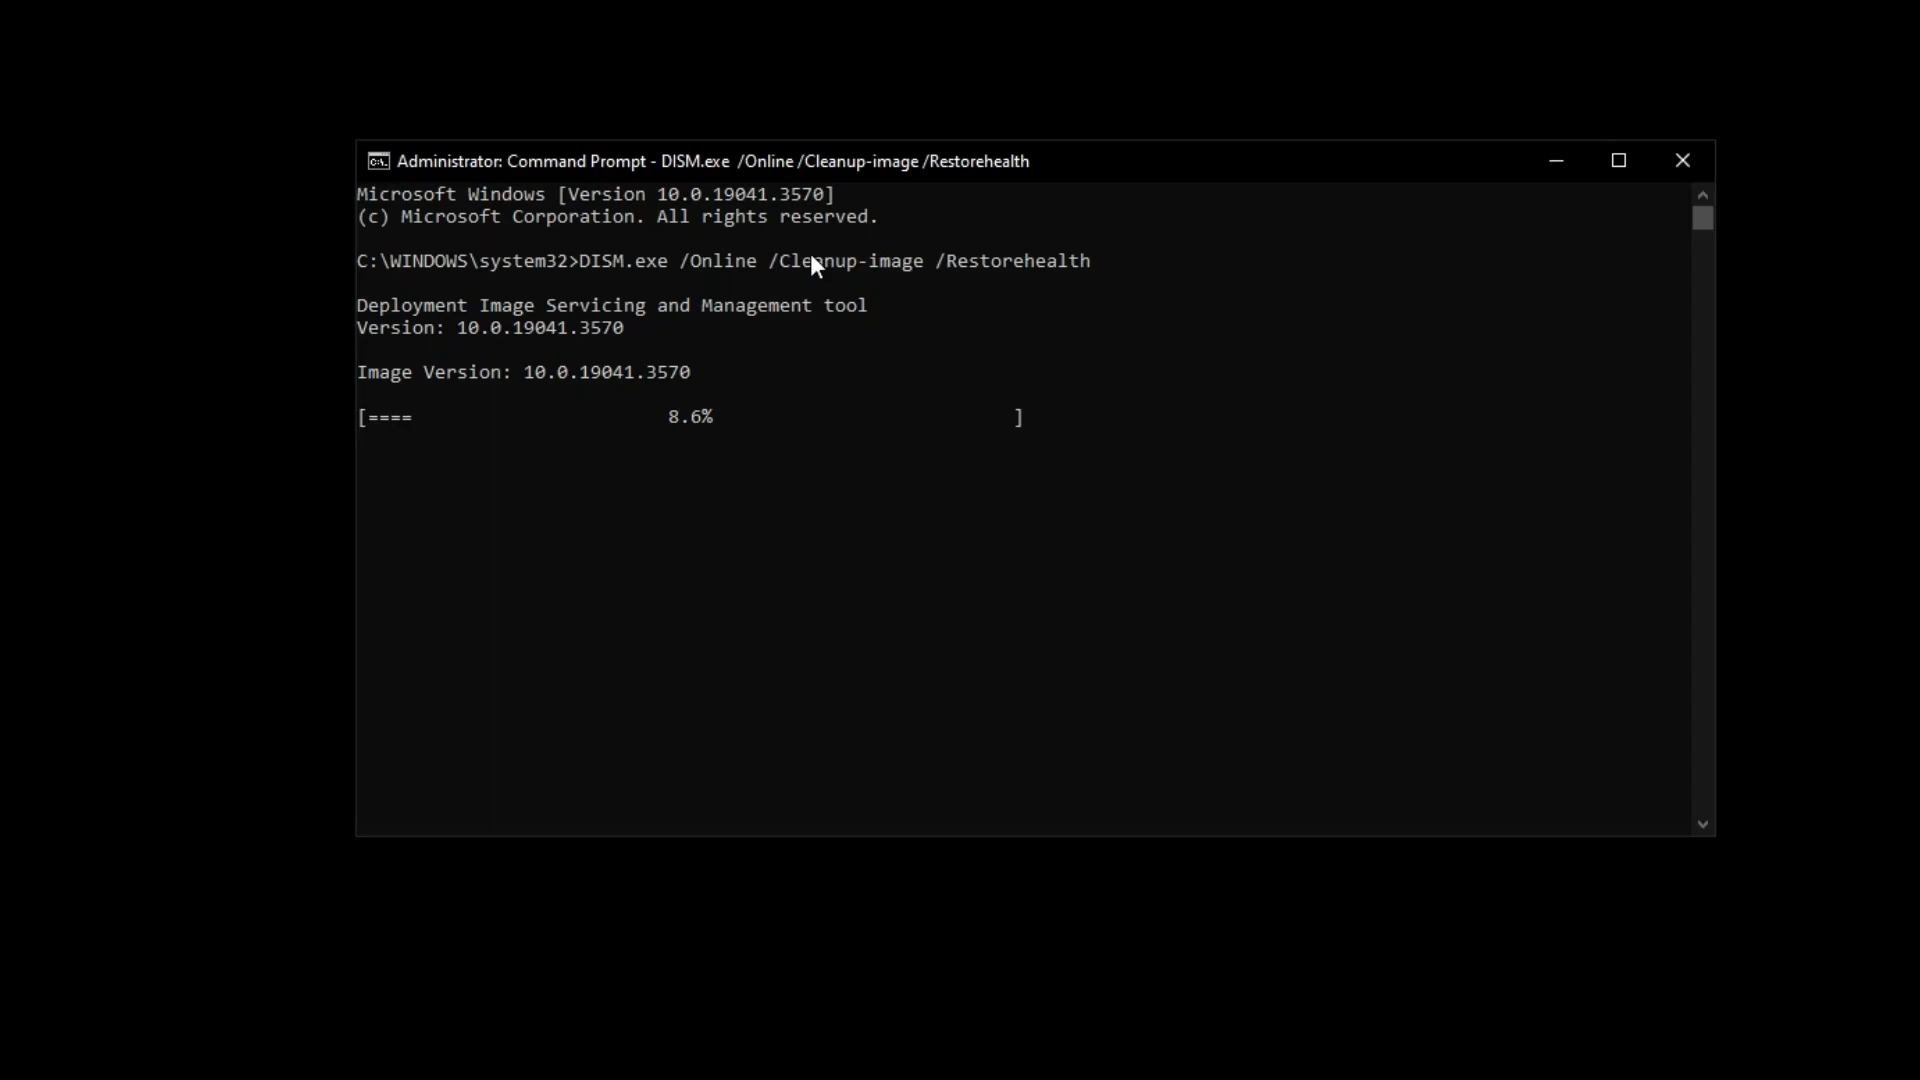 Administrator: Command Prompt - DISM.exe  /Online /Cleanup-image /Restorehealth
Microsoft Windows [Version 10.0.19041.3570]
(c) Microsoft Corporation. All rights reserved.
C:\WINDOWS\system32>DISM.exe /Online /Cleanup-image /Restorehealth
Deployment Image Servicing and Management tool
Version: 10.0.19041.3570
Image Version: 10.0.19041.3570
[====                       8.6%                           ]